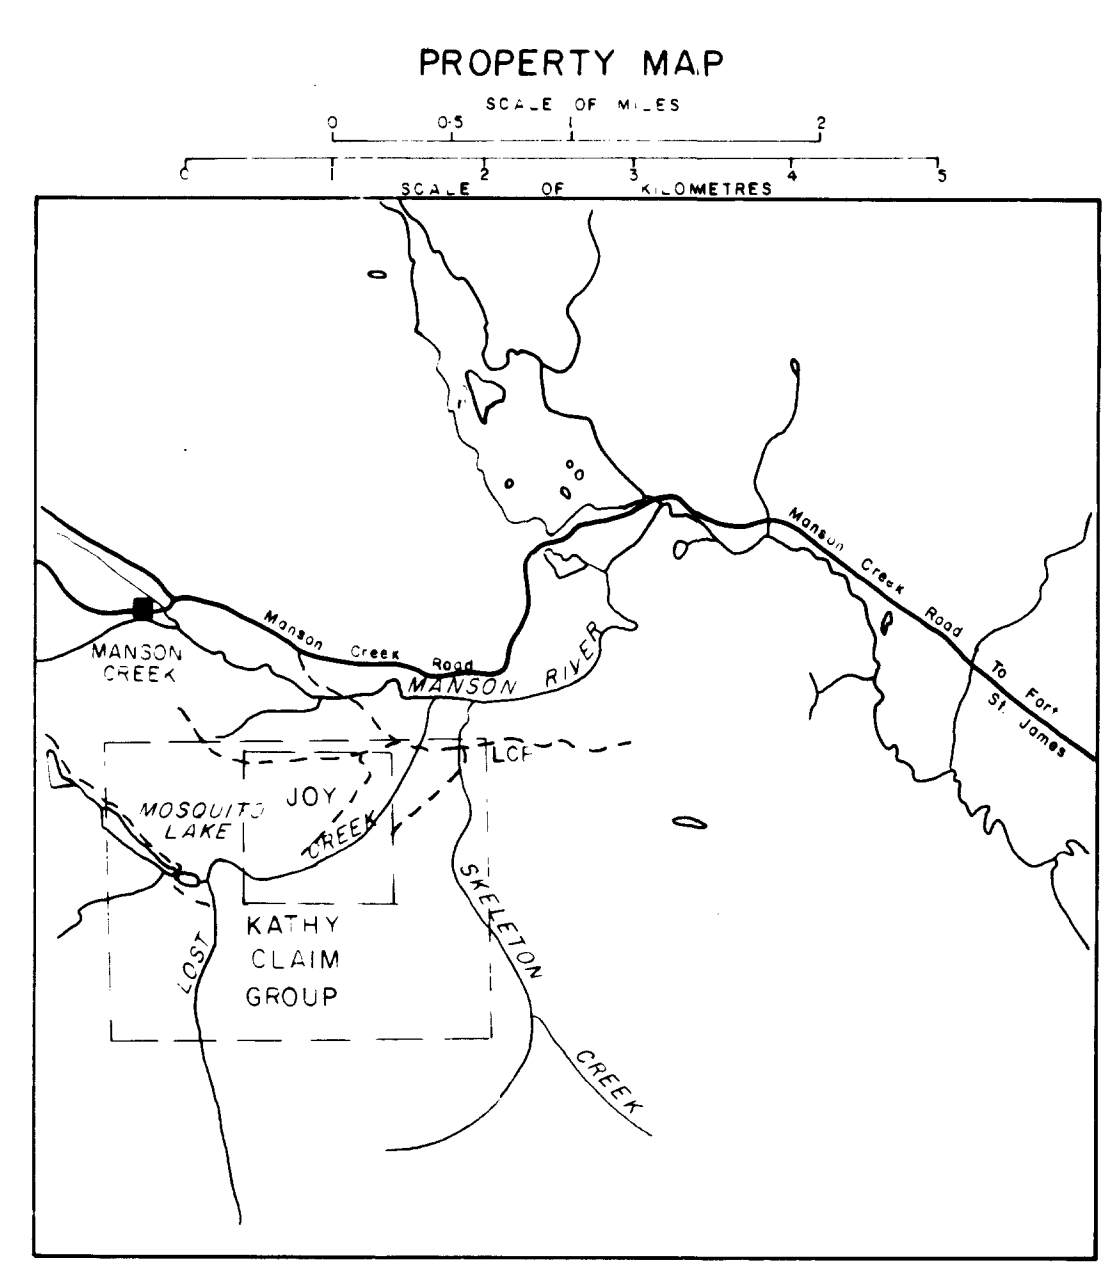 PROPERTY MAP
SCALE OF MILES
0 0·5 1 2
0 1 2 3 4 5
SCALE OF KILOMETRES
Manson Creek Road To Fort
St. James
Manson Creek Road
MANSON
CREEK
MANSON RIVER
LCP
JOY
MOSQUITO
LAKE
CREEK
KATHY
CLAIM
GROUP
LOST
SKELETON
CREEK